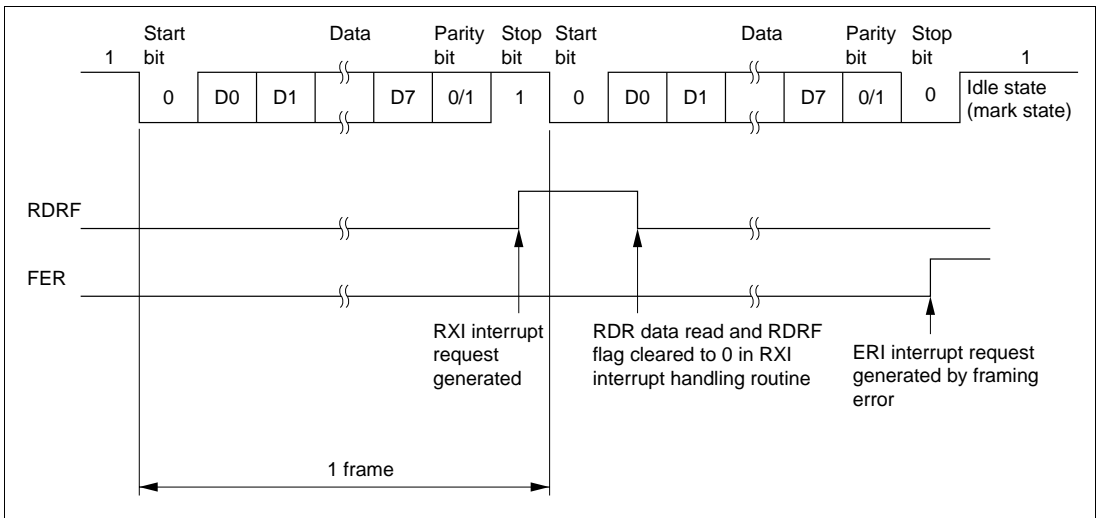 Start
bit
Data
Parity
bit
Stop
bit
Start
bit
Data
Parity
bit
Stop
bit
1
1
0
D0
D1
D7
0/1
1
0
D0
D1
D7
0/1
0
Idle state
(mark state)
RDRF
FER
RXI interrupt
request
generated
RDR data read and RDRF
flag cleared to 0 in RXI
interrupt handling routine
ERI interrupt request
generated by framing
error
1 frame